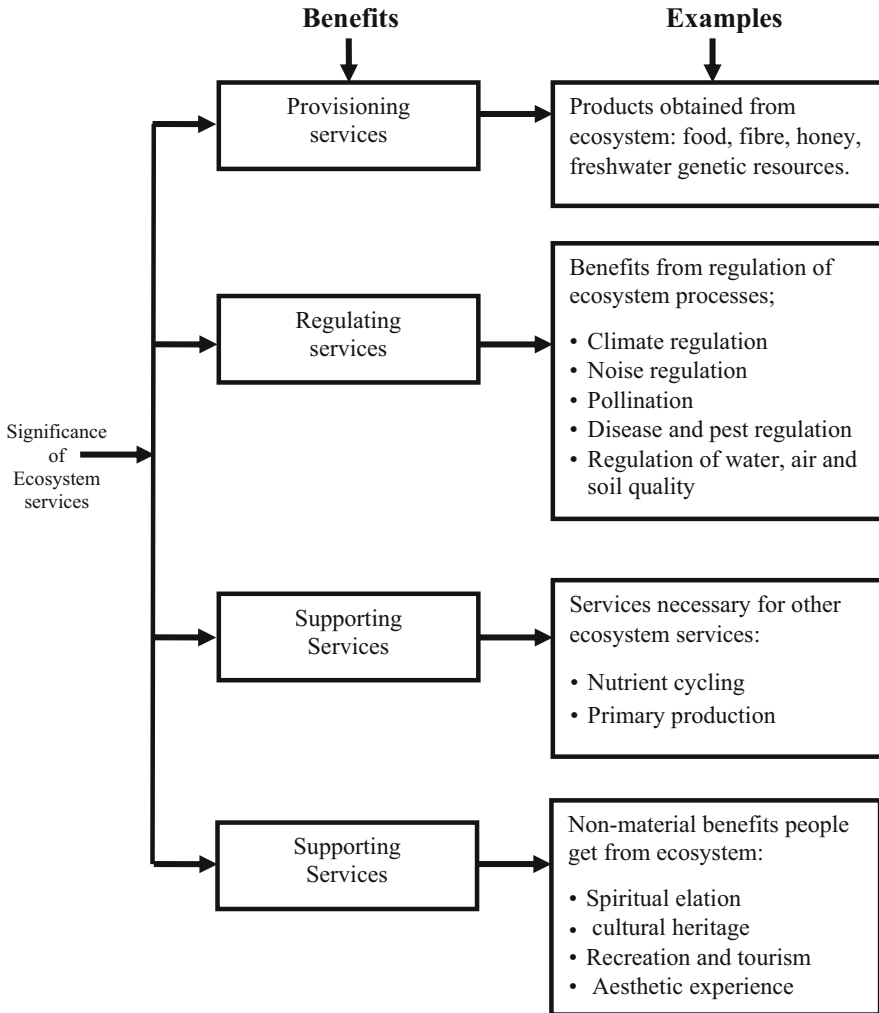 Benefits
Examples
Provisioning
services
Products obtained from
ecosystem: food, fibre, honey,
freshwater genetic resources.
Regulating
services
Benefits from regulation of
ecosystem processes;
• Climate regulation
• Noise regulation
• Pollination
• Disease and pest regulation
• Regulation of water, air and
soil quality
Significance
of
Ecosystem
services
Supporting
Services
Services necessary for other
ecosystem services:
• Nutrient cycling
• Primary production
Supporting
Services
Non-material benefits people
get from ecosystem:
• Spiritual elation
• cultural heritage
• Recreation and tourism
• Aesthetic experience